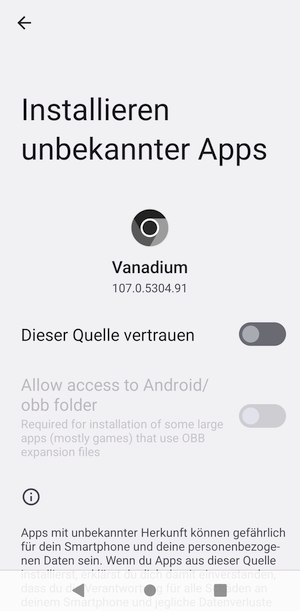 Installieren
unbekannter Apps
Vanadium
107.0.5304.91
Dieser Quelle vertrauen
Allow access to Android/
obb folder
Required for installation of some large
apps (mostly games) that use OBB
expansion files
Apps mit unbekannter Herkunft können gefährlich
für dein Smartphone und deine personenbezoge-
nen Daten sein. Wenn du Apps aus dieser Quelle
installierst, erklärst du dich damit einverstanden,
dass du die Verantwortung für alle Schäden an
deinem Smartphone und jegliche Datenverluste